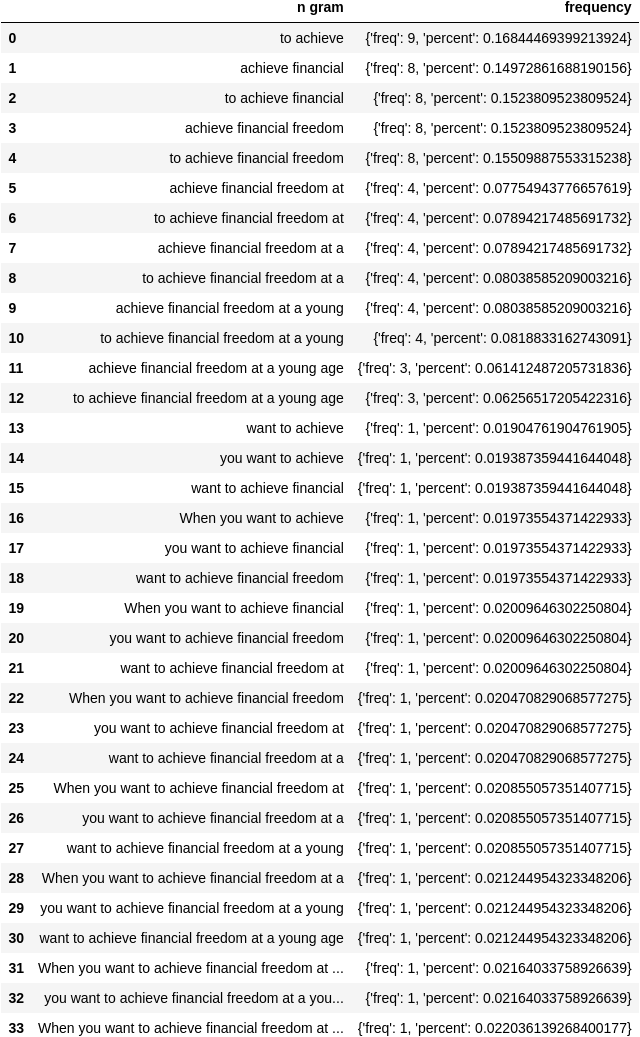 n gram frequency
0 to achieve {'freq': 9, 'percent': 0.16844469399213924}
1 achieve financial {'freq': 8, 'percent': 0.14972861688190156}
2 to achieve financial {'freq': 8, 'percent': 0.1523809523809524}
3 achieve financial freedom {'freq': 8, 'percent': 0.1523809523809524}
4 to achieve financial freedom {'freq': 8, 'percent': 0.15509887553315238}
5 achieve financial freedom at {'freq': 4, 'percent': 0.07754943776657619}
6 to achieve financial freedom at {'freq': 4, 'percent': 0.07894217485691732}
7 achieve financial freedom at a {'freq': 4, 'percent': 0.07894217485691732}
8 to achieve financial freedom at a {'freq': 4, 'percent': 0.08038585209003216}
9 achieve financial freedom at a young {'freq': 4, 'percent': 0.08038585209003216}
10 to achieve financial freedom at a young {'freq': 4, 'percent': 0.0818833162743091}
11 achieve financial freedom at a young age {'freq': 3, 'percent': 0.061412487205731836}
12 to achieve financial freedom at a young age {'freq': 3, 'percent': 0.06256517205422316}
13 want to achieve {'freq': 1, 'percent': 0.01904761904761905}
14 you want to achieve {'freq': 1, 'percent': 0.019387359441644048}
15 want to achieve financial {'freq': 1, 'percent': 0.019387359441644048}
16 When you want to achieve {'freq': 1, 'percent': 0.01973554371422933}
17 you want to achieve financial {'freq': 1, 'percent': 0.01973554371422933}
18 want to achieve financial freedom {'freq': 1, 'percent': 0.01973554371422933}
19 When you want to achieve financial {'freq': 1, 'percent': 0.02009646302250804}
20 you want to achieve financial freedom {'freq': 1, 'percent': 0.02009646302250804}
21 want to achieve financial freedom at {'freq': 1, 'percent': 0.02009646302250804}
22 When you want to achieve financial freedom {'freq': 1, 'percent': 0.020470829068577275}
23 you want to achieve financial freedom at {'freq': 1, 'percent': 0.020470829068577275}
24 want to achieve financial freedom at a {'freq': 1, 'percent': 0.020470829068577275}
25 When you want to achieve financial freedom at {'freq': 1, 'percent': 0.020855057351407715}
26 you want to achieve financial freedom at a {'freq': 1, 'percent': 0.020855057351407715}
27 want to achieve financial freedom at a young {'freq': 1, 'percent': 0.020855057351407715}
28 When you want to achieve financial freedom at a {'freq': 1, 'percent': 0.021244954323348206}
29 you want to achieve financial freedom at a young {'freq': 1, 'percent': 0.021244954323348206}
30 want to achieve financial freedom at a young age {'freq': 1, 'percent': 0.021244954323348206}
31 When you want to achieve financial freedom at ... {'freq': 1, 'percent': 0.02164033758926639}
32 you want to achieve financial freedom at a you... {'freq': 1, 'percent': 0.02164033758926639}
33 When you want to achieve financial freedom at ... {'freq': 1, 'percent': 0.022036139268400177}